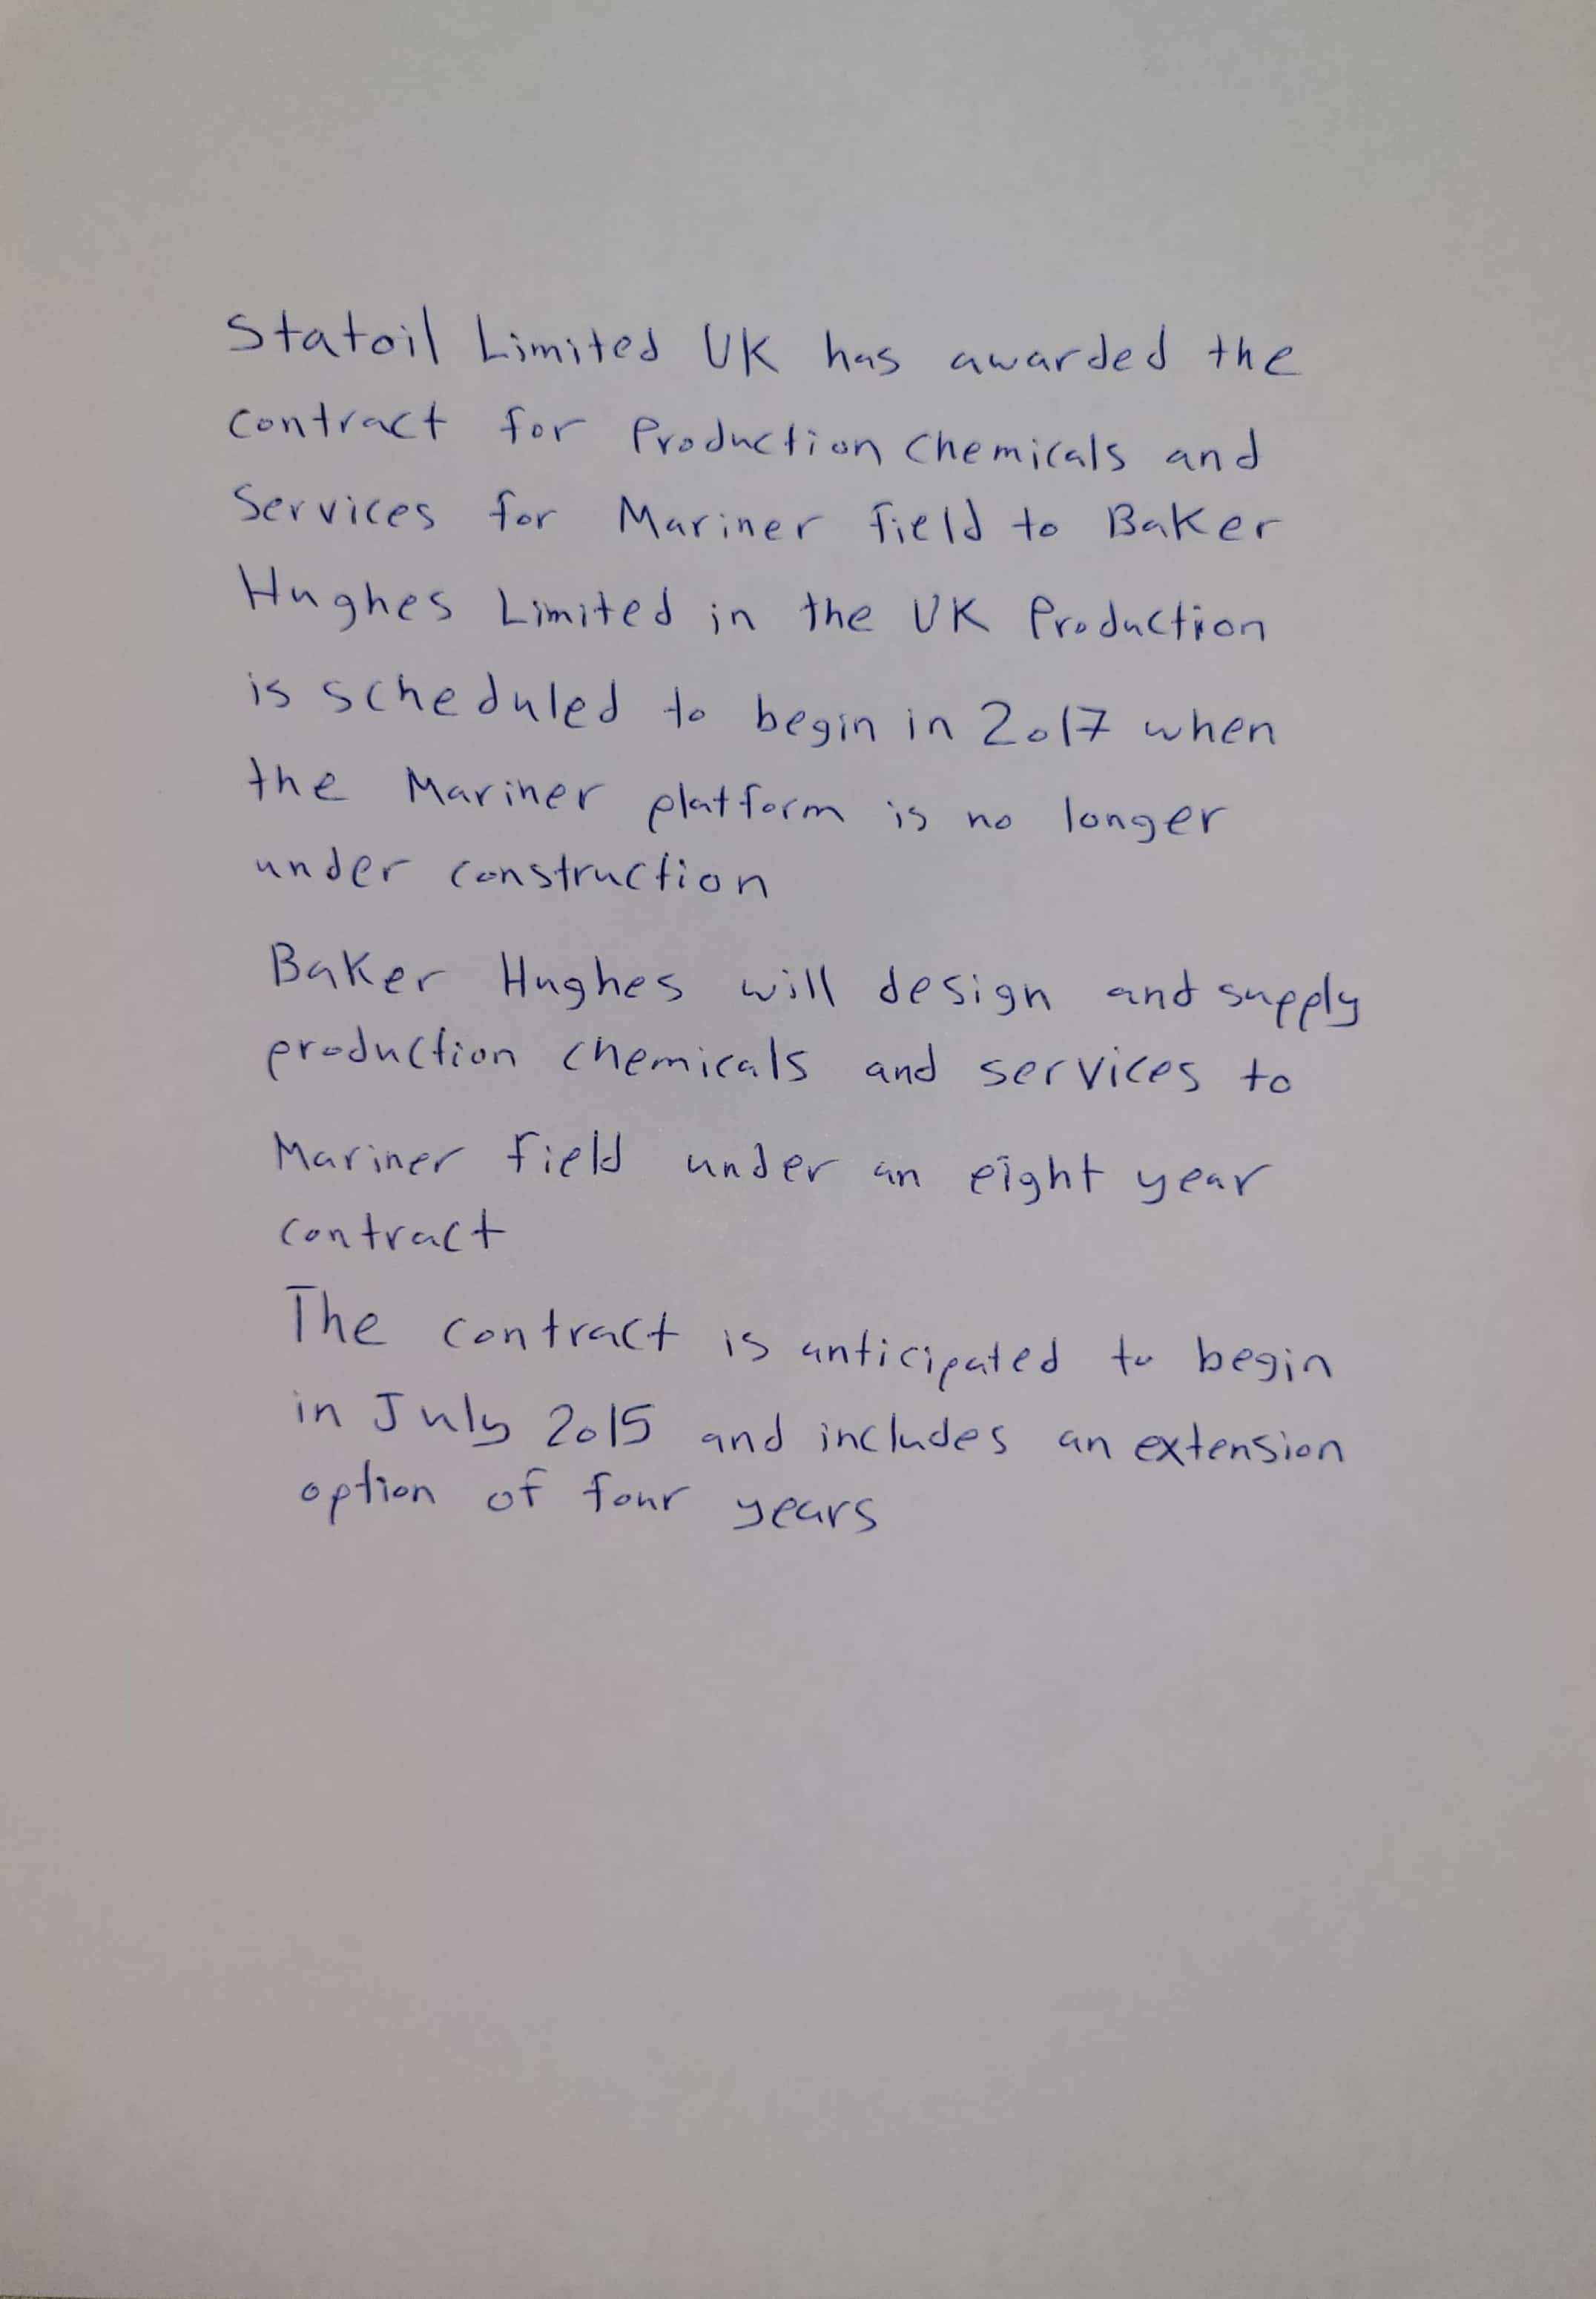 Statoil Limited UK has awarded the
contract for Production Chemicals and
Services for Mariner field to Baker
Hughes Limited in the UK Production
is scheduled to begin in 2017 when
the Mariner platform is no longer
under construction
Baker Hughes will design and supply
production chemicals and services to
Mariner field under an eight year
contract
The contract is anticipated to begin
in July 2015 and includes an extension
option of four years